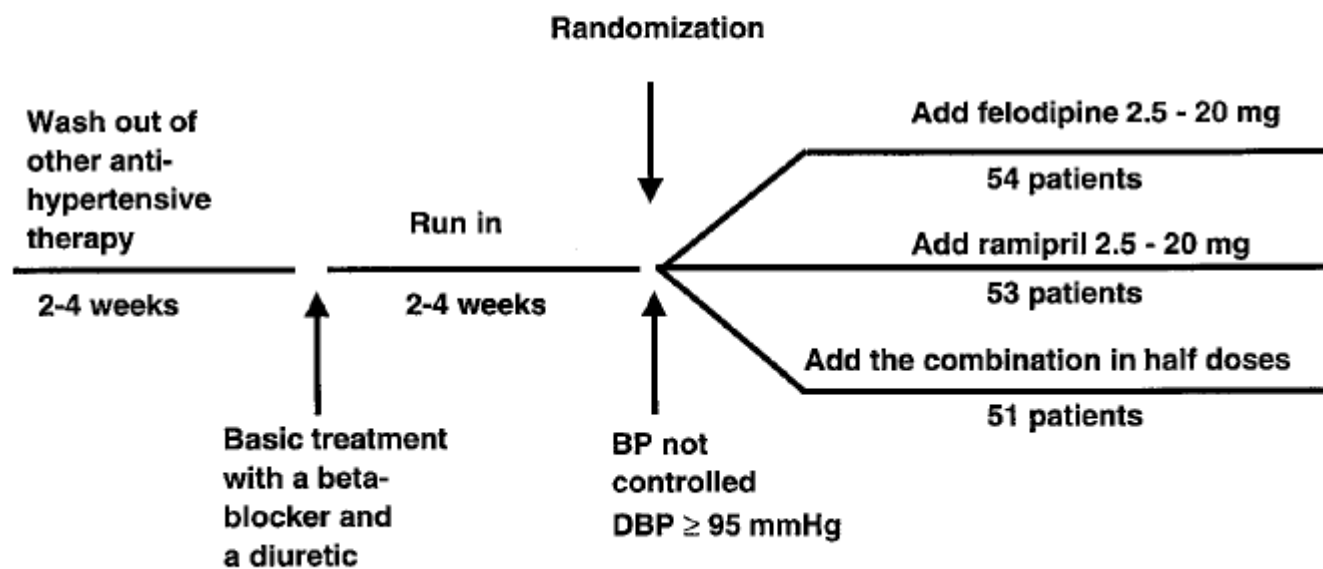 Randomization
Wash out of
other anti-
hypertensive
therapy
2-4 weeks
Run in
2-4 weeks
Add felodipine 2.5 - 20 mg
54 patients
Add ramipril 2.5 - 20 mg
53 patients
Add the combination in half doses
51 patients
Basic treatment
with a beta-
blocker and
a diuretic
BP not
controlled
DBP ≥ 95 mmHg